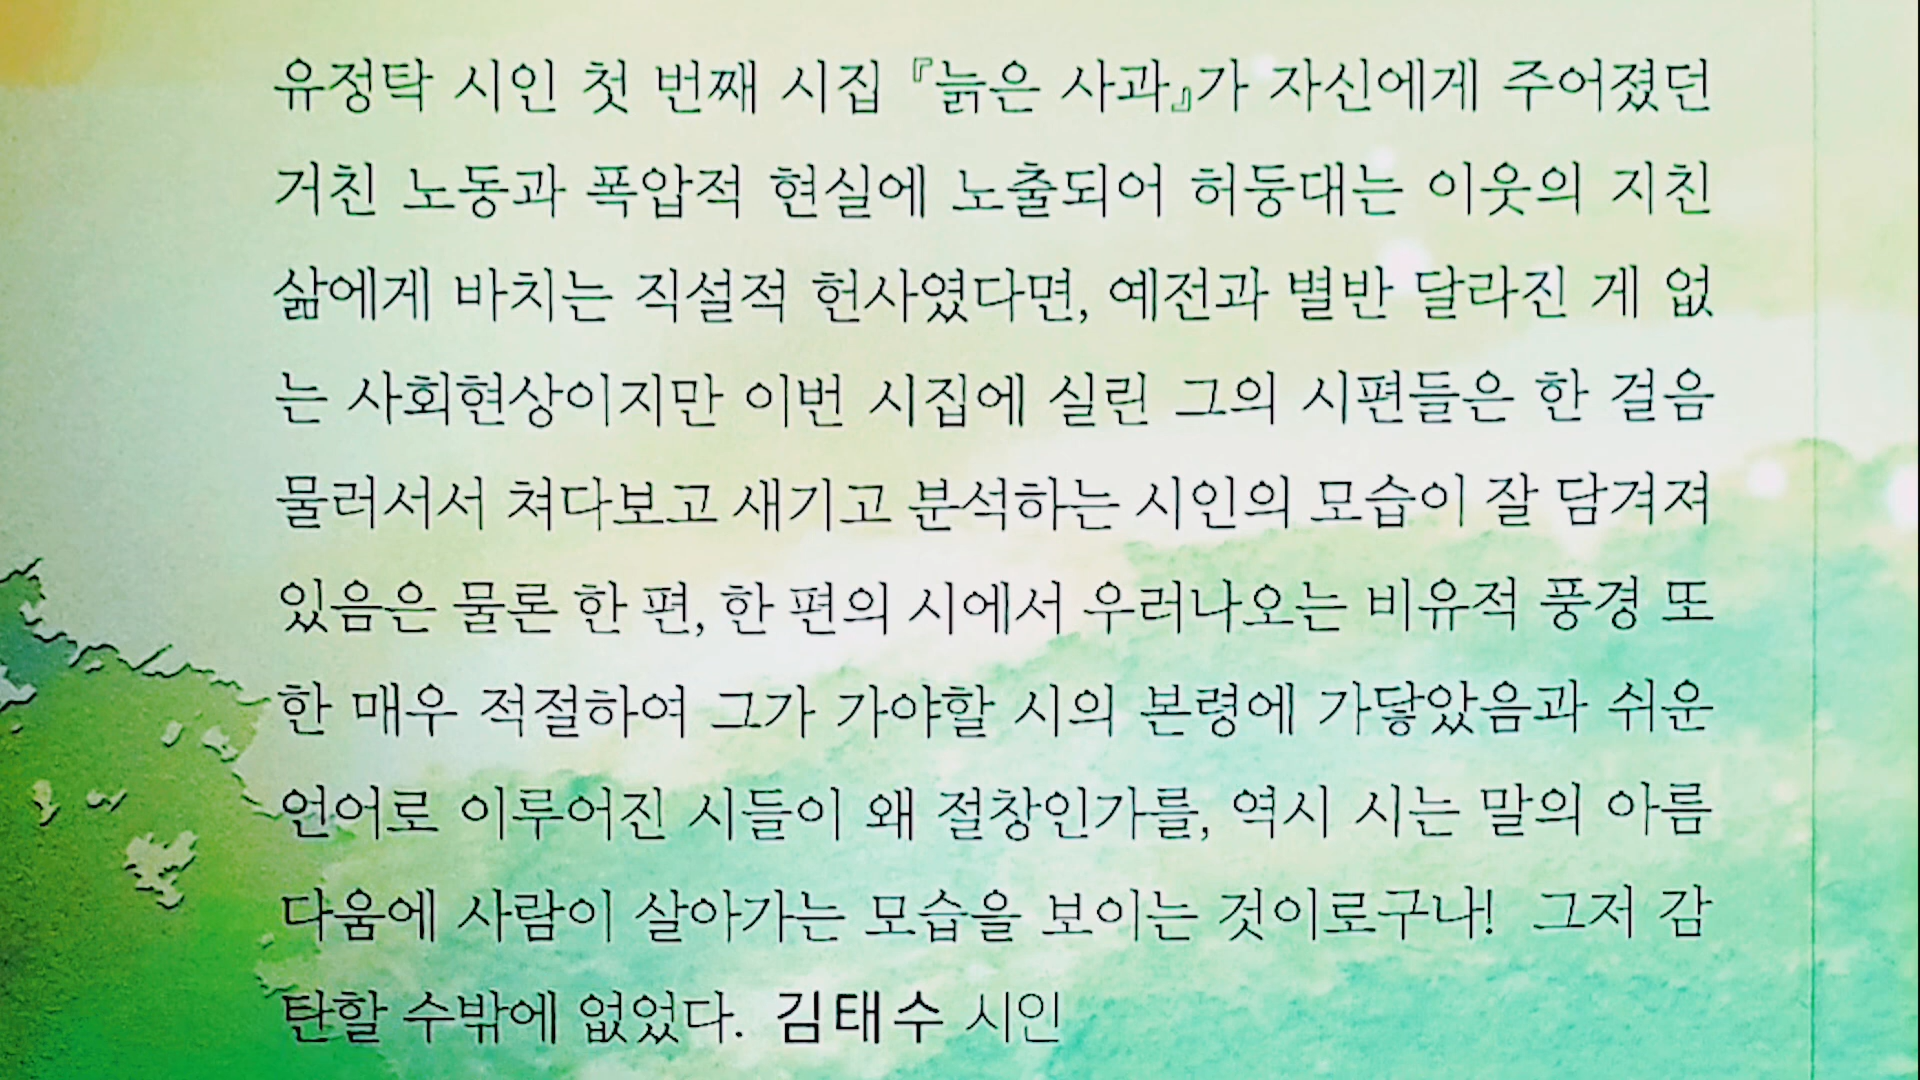 유정탁 시인 첫 번째 시집 『늙은 사과』가 자신에게 주어졌던
거친 노동과 폭압적 현실에 노출되어 허둥대는 이웃의 지친
삶에게 바치는 직설적 헌사였다면, 예전과 별반 달라진 게 없
는 사회현상이지만 이번 시집에 실린 그의 시편들은 한 걸음
물러서서 쳐다보고 새기고 분석하는 시인의 모습이 잘 담겨져
있음은 물론 한 편, 한 편의 시에서 우러나오는 비유적 풍경 또
한 매우 적절하여 그가 가야할 시의 본령에 가닿았음과 쉬운
언어로 이루어진 시들이 왜 절창인가를, 역시 시는 말의 아름
다움에 사람이 살아가는 모습을 보이는 것이로구나! 그저 감
탄할 수밖에 없었다. 김태수 시인